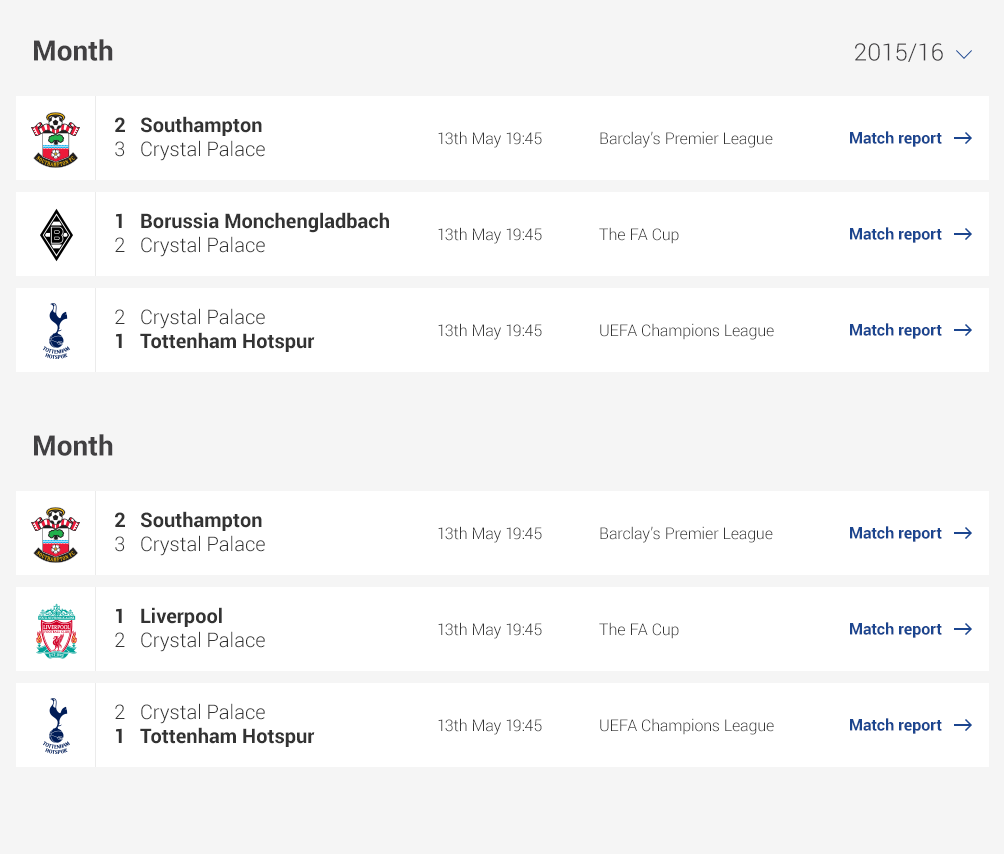 Month
2015/16
2 Southampton
3 Crystal Palace
13th May 19:45
Barclay's Premier League
Match report
1 Borussia Monchengladbach
2 Crystal Palace
13th May 19:45
The FA Cup
Match report
2 Crystal Palace
1 Tottenham Hotspur
13th May 19:45
UEFA Champions League
Match report
TOTTENHAM
HOTSPUR
Month
2 Southampton
3 Crystal Palace
13th May 19:45
Barclay's Premier League
Match report
1 Liverpool
2 Crystal Palace
13th May 19:45
The FA Cup
Match report
LIVERPOOL
FOOTBALL CLUB
2 Crystal Palace
1 Tottenham Hotspur
13th May 19:45
UEFA Champions League
Match report
TOTTENHAM
HOTSPUR